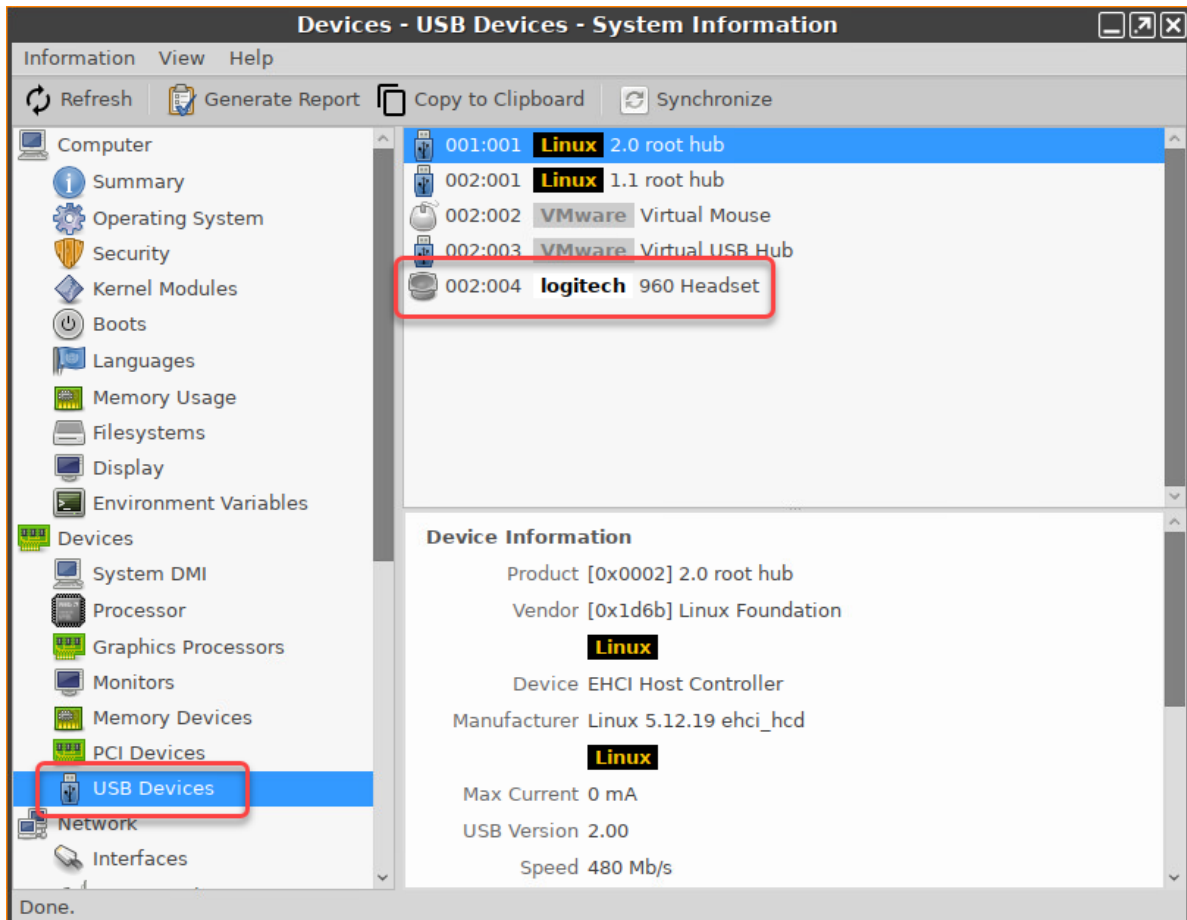 Devices - USB Devices - System Information
Information View Help
Refresh Generate Report Copy to Clipboard Synchronize
Computer
Summary
Operating System
Security
Kernel Modules
Boots
Languages
Memory Usage
Filesystems
Display
Environment Variables
Devices
System DMI
Processor
Graphics Processors
Monitors
Memory Devices
PCI Devices
USB Devices
Network
Interfaces
001:001 Linux 2.0 root hub
002:001 Linux 1.1 root hub
002:002 VMware Virtual Mouse
002:003 VMware Virtual USB Hub
002:004 logitech 960 Headset
Device Information
Product [0x0002] 2.0 root hub
Vendor [0x1d6b] Linux Foundation
Linux
Device EHCI Host Controller
Manufacturer Linux 5.12.19 ehci_hcd
Linux
Max Current 0 mA
USB Version 2.00
Speed 480 Mb/s
Done.